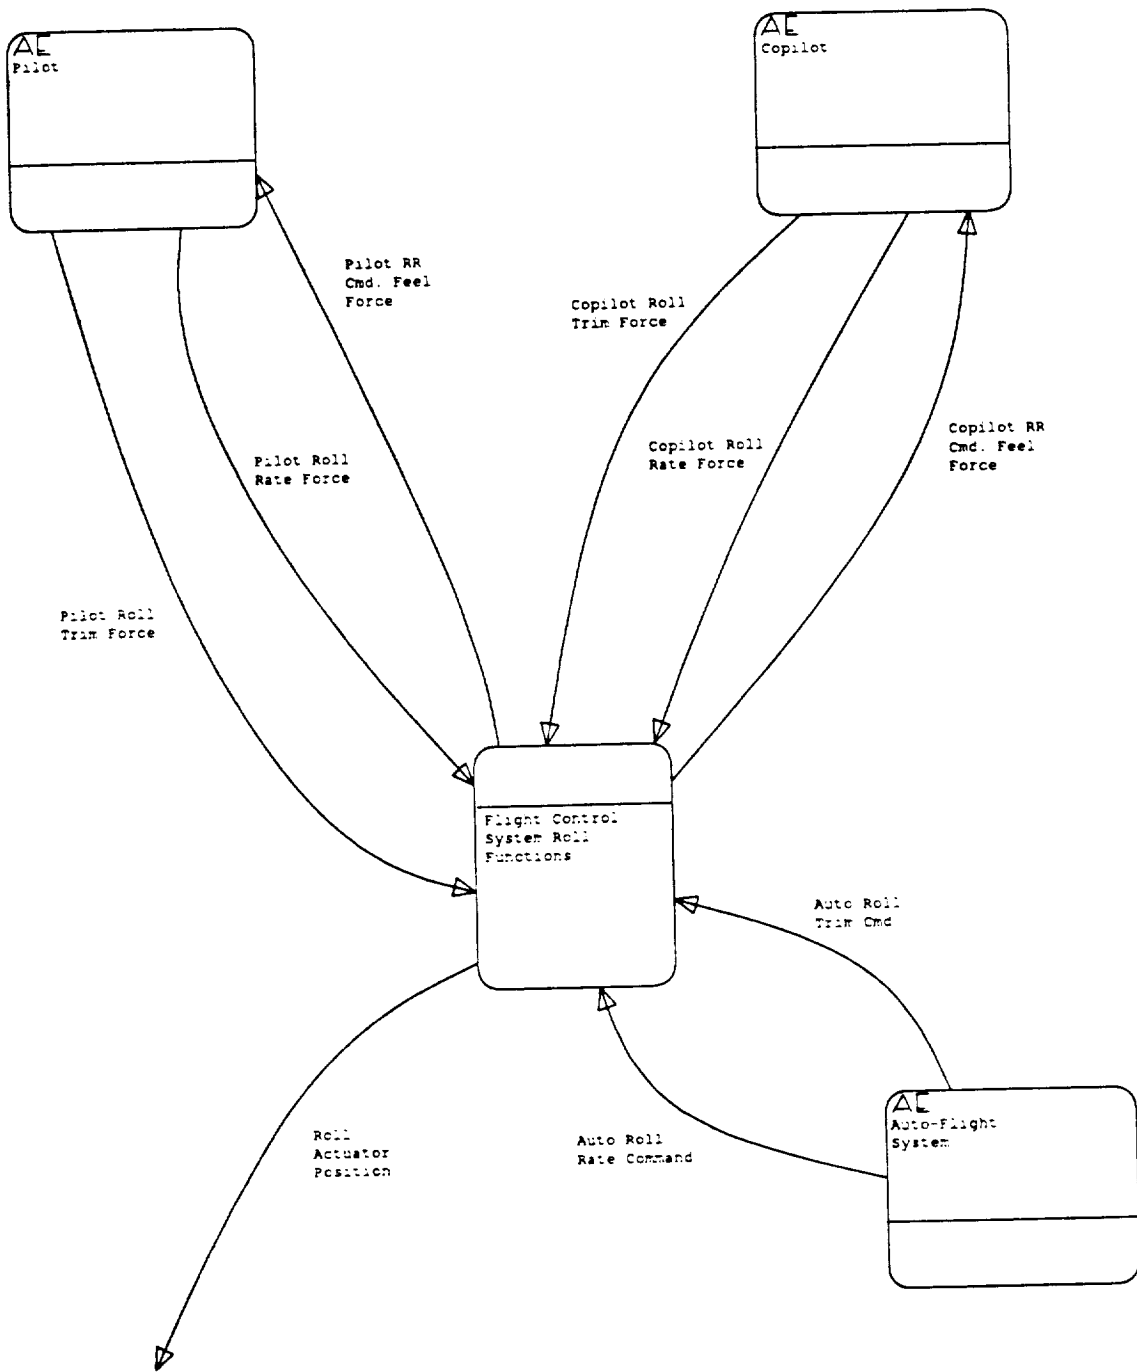 AE
Pilot
AE
Copilot
Pilot RR
Cmd. Feel
Force
Copilot Roll
Trim Force
Copilot RR
Cmd. Feel
Force
Copilot Roll
Rate Force
Pilot Roll
Rate Force
Pilot Roll
Trim Force
Flight Control
System Roll
Functions
Auto Roll
Trim Cmd
AE
Auto-Flight
System
Roll
Actuator
Position
Auto Roll
Rate Command